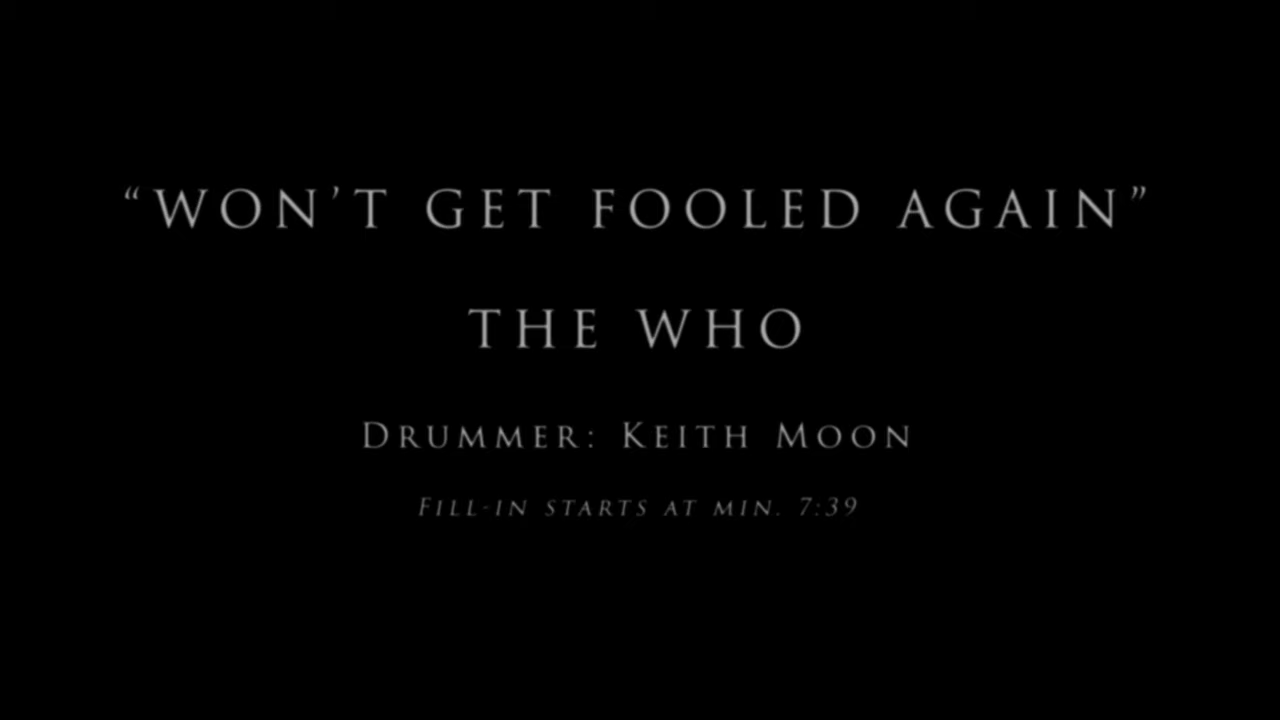 “WON’T GET FOOLED AGAIN”
THE WHO
DRUMMER: KEITH MOON
FILL-IN STARTS AT MIN. 7:39